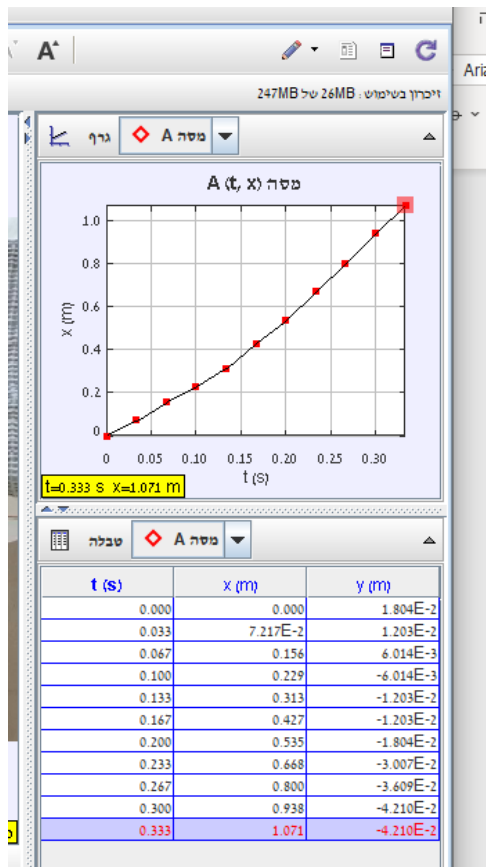 A
Aria
זיכרון בשימוש : 26MB של 247MB
גרף מסה A
מסה A (t, x)
x (m)
1.0
0.8
0.6
0.4
0.2
0
0 0.05 0.10 0.15 0.20 0.25 0.30
t (s)
t=0.333 s x=1.071 m
טבלה מסה A
t (s) x (m) y (m)
0.000 0.000 1.804E-2
0.033 7.217E-2 1.203E-2
0.067 0.156 6.014E-3
0.100 0.229 -6.014E-3
0.133 0.313 -1.203E-2
0.167 0.427 -1.203E-2
0.200 0.535 -1.804E-2
0.233 0.668 -3.007E-2
0.267 0.800 -3.609E-2
0.300 0.938 -4.210E-2
0.333 1.071 -4.210E-2